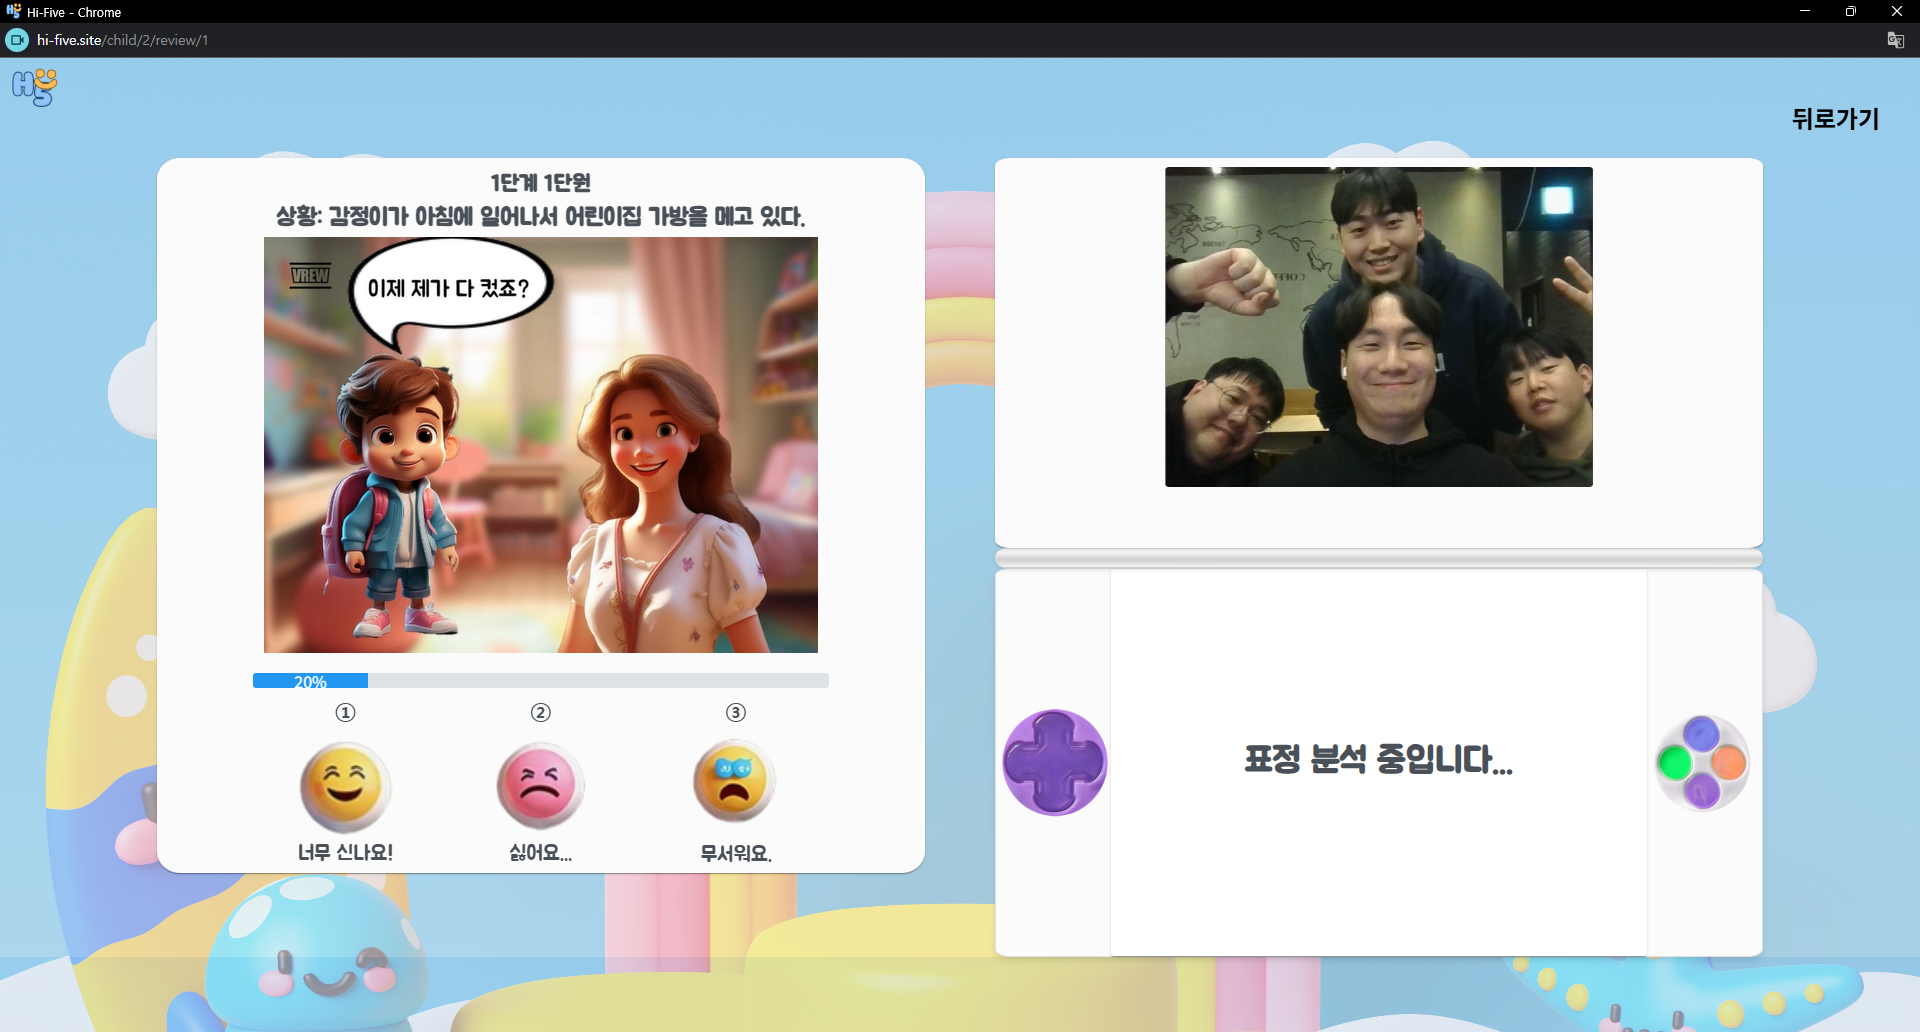 Hi-Five - Chrome
hi-five.site/child/2/review/1
뒤로가기
1단계 1단원
상황: 감정이가 아침에 일어나서 어린이집 가방을 메고 있다.
VREW
이제 제가 다 컸죠?
20%
① ② ③
너무 신나요! 싫어요... 무서워요.
표정 분석 중입니다...